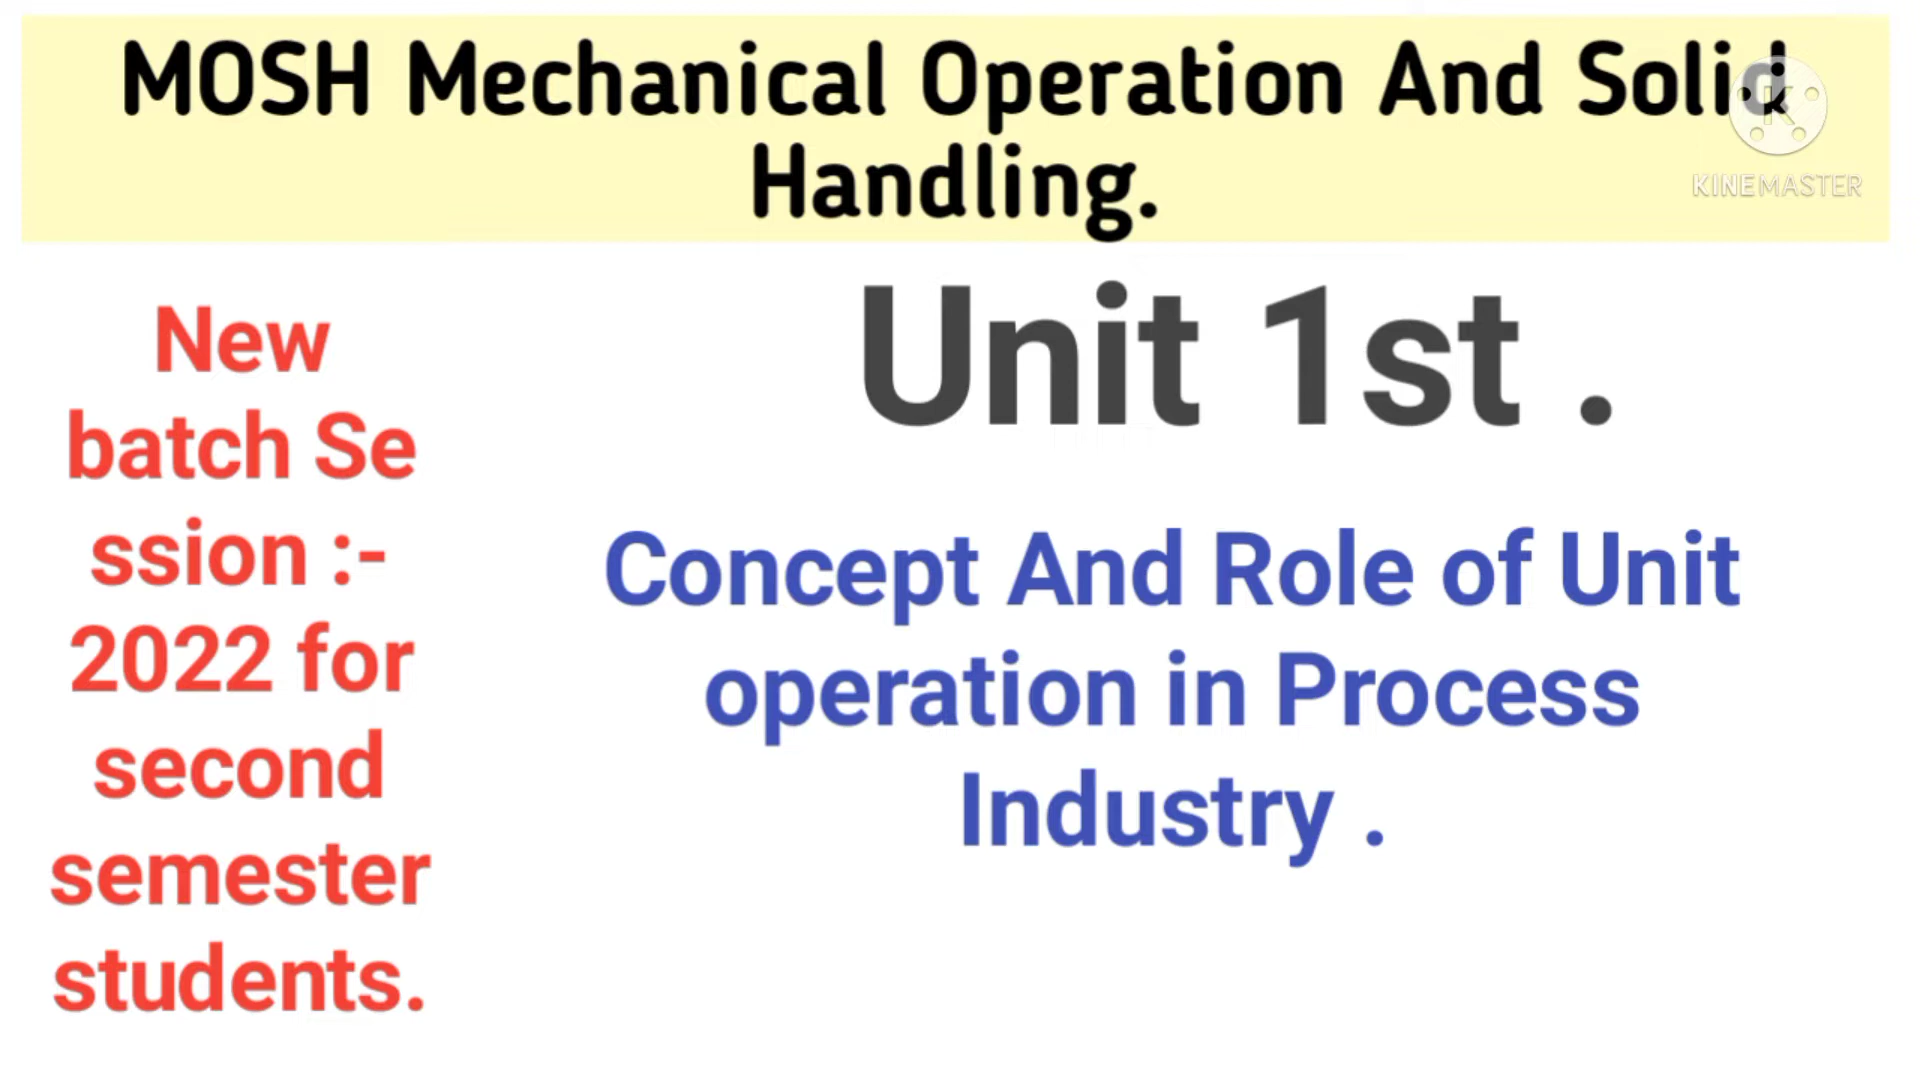 MOSH Mechanical Operation And Solid
Handling.
KINEMASTER
Unit 1st .
New
batch Se
ssion :-
2022 for
second
semester
students.
Concept And Role of Unit
operation in Process
Industry .